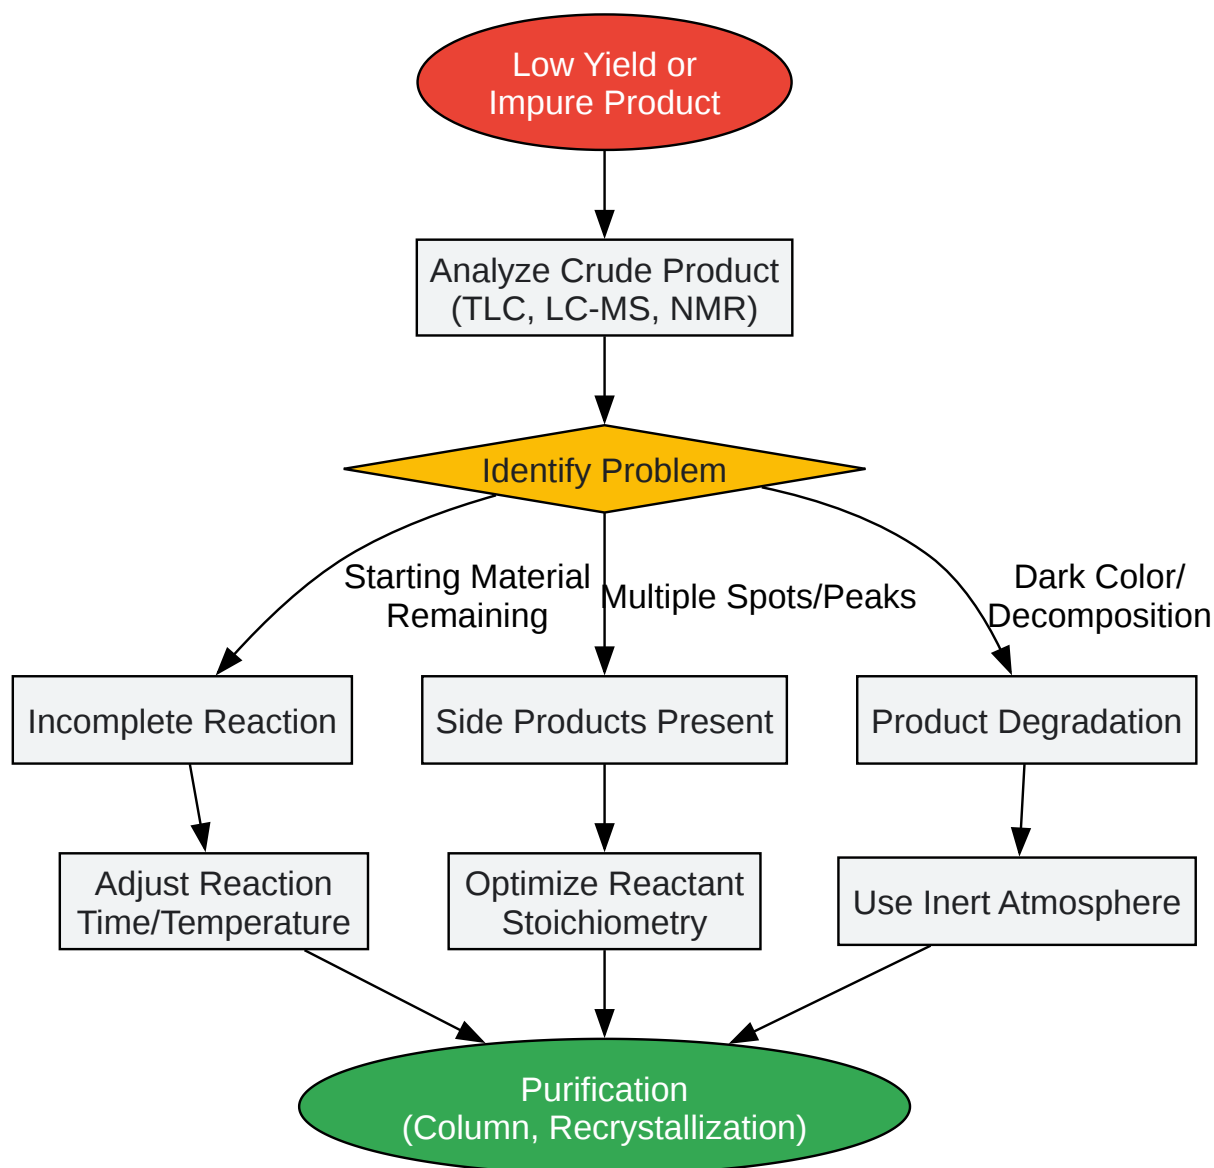 Low Yield or
Impure Product
Analyze Crude Product
(TLC, LC-MS, NMR)
Identify Problem
Starting Material
Remaining
Multiple Spots/Peaks
Dark Color/
Decomposition
Incomplete Reaction
Side Products Present
Product Degradation
Adjust Reaction
Time/Temperature
Optimize Reactant
Stoichiometry
Use Inert Atmosphere
Purification
(Column, Recrystallization)